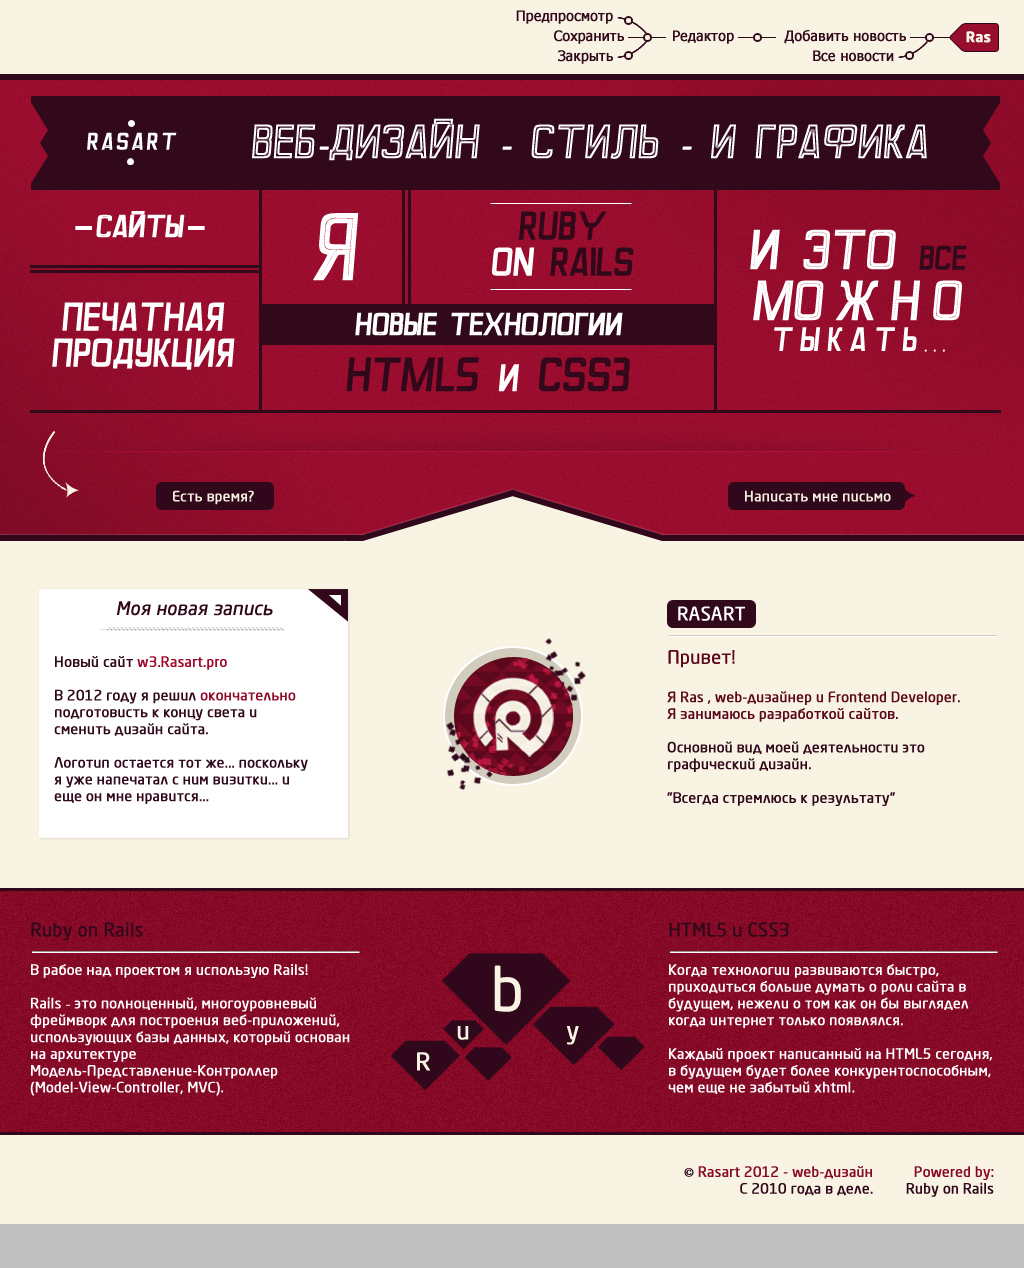 Предпросмотр
Сохранить
Закрыть
Редактор
Добавить новость
Все новости
Ras
RASART
ВЕБ-ДИЗАЙН - СТИЛЬ - И ГРАФИКА
–САЙТЫ–
ПЕЧАТНАЯ
ПРОДУКЦИЯ
Я
RUBY
ON RAILS
НОВЫЕ ТЕХНОЛОГИИ
HTML5 И CSS3
И ЭТО ВСЕ
МОЖНО
ТЫКАТЬ...
Есть время?
Написать мне письмо
Моя новая запись
Новый сайт w3.Rasart.pro
В 2012 году я решил окончательно
подготовисть к концу света и
сменить дизайн сайта.
Логотип остается тот же... поскольку
я уже напечатал с ним визитки... и
еще он мне нравится...
R
RASART
Привет!
Я Ras , web-дизайнер и Frontend Developer.
Я занимаюсь разработкой сайтов.
Основной вид моей деятельности это
графический дизайн.
"Всегда стремлюсь к результату"
Ruby on Rails
В рабое над проектом я использую Rails!
Rails - это полноценный, многоуровневый
фреймворк для построения веб-приложений,
использующих базы данных, который основан
на архитектуре
Модель-Представление-Контроллер
(Model-View-Controller, MVC).
R
u
b
y
HTML5 и CSS3
Когда технологии развиваются быстро,
приходиться больше думать о роли сайта в
будущем, нежели о том как он бы выглядел
когда интернет только появлялся.
Каждый проект написанный на HTML5 сегодня,
в будущем будет более конкурентоспособным,
чем еще не забытый xhtml.
© Rasart 2012 - web-дизайн
С 2010 года в деле.
Powered by:
Ruby on Rails